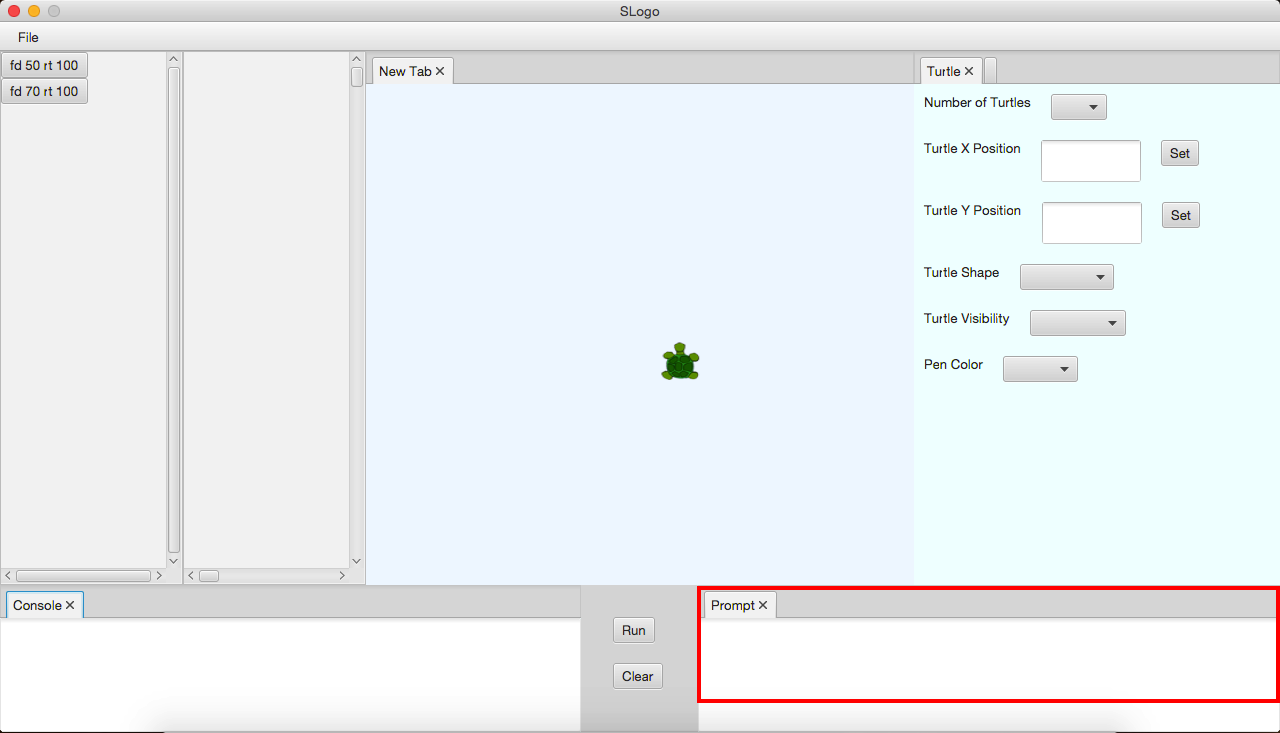 SLogo
File
fd 50 rt 100
fd 70 rt 100
New Tab
Turtle
Number of Turtles
Turtle X Position
Set
Turtle Y Position
Set
Turtle Shape
Turtle Visibility
Pen Color
Console
Run
Clear
Prompt